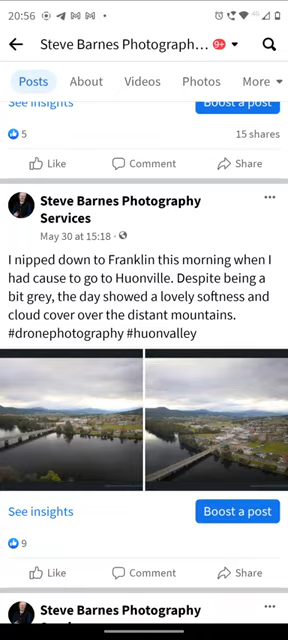 20:56
Steve Barnes Photograph... 9+
Posts About Videos Photos More
See insights Boost a post
5 15 shares
Like Comment Share
Steve Barnes Photography
Services
May 30 at 15:18 ·
I nipped down to Franklin this morning when I
had cause to go to Huonville. Despite being a
bit grey, the day showed a lovely softness and
cloud cover over the distant mountains.
#dronephotography #huonvalley
See insights Boost a post
9
Like Comment Share
Steve Barnes Photography